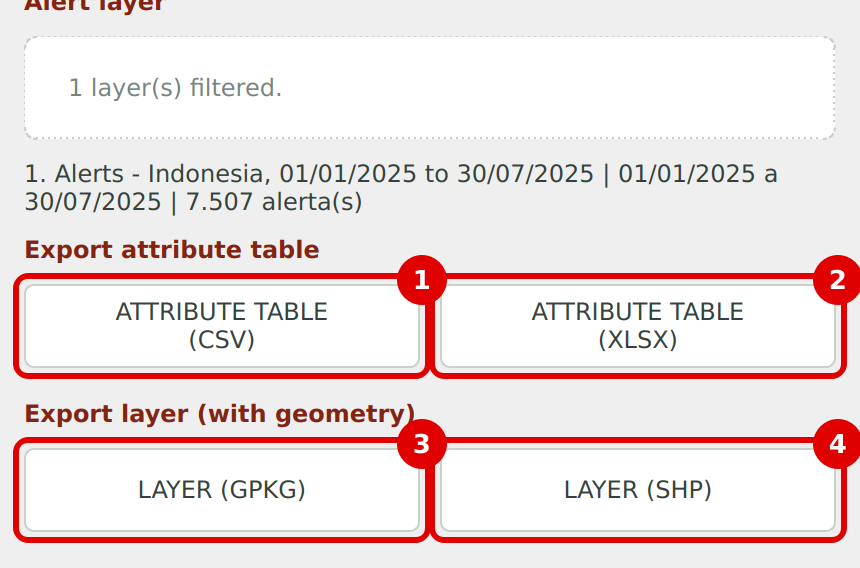 Alert layer
1 layer(s) filtered.
1. Alerts - Indonesia, 01/01/2025 to 30/07/2025 | 01/01/2025 a
30/07/2025 | 7.507 alerta(s)
Export attribute table
1
2
ATTRIBUTE TABLE
(CSV)
ATTRIBUTE TABLE
(XLSX)
Export layer (with geometry)
3
4
LAYER (GPKG)
LAYER (SHP)